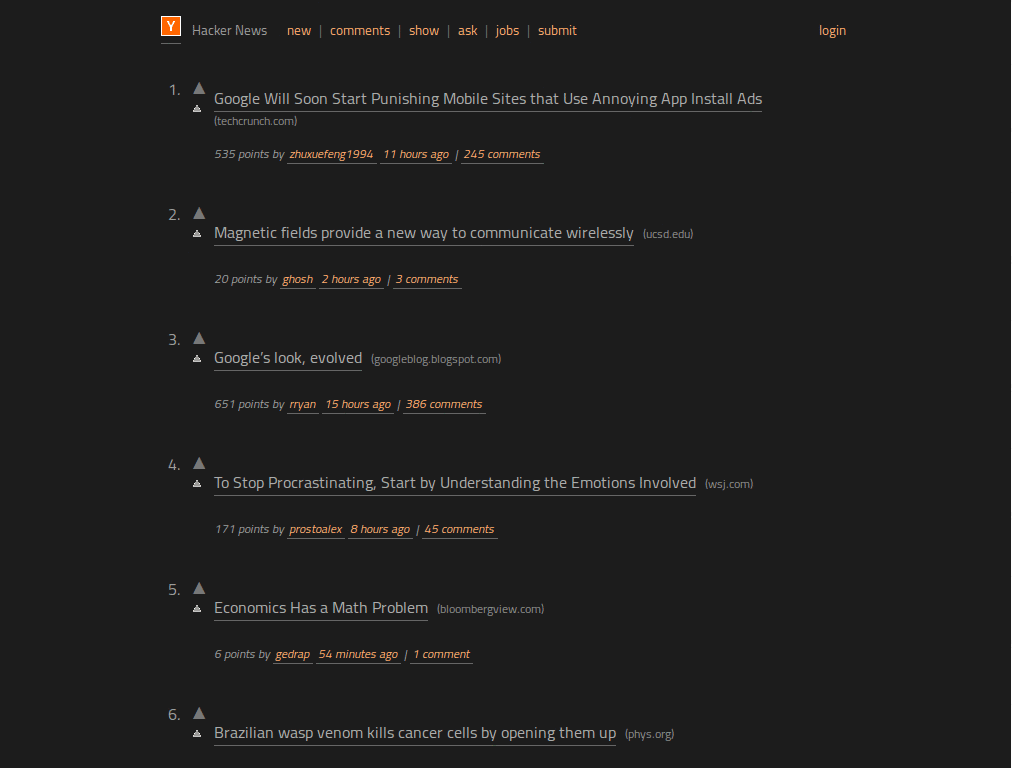 Y Hacker News new | comments | show | ask | jobs | submit login
1. ▲ Google Will Soon Start Punishing Mobile Sites that Use Annoying App Install Ads
(techcrunch.com)
535 points by zhuxuefeng1994 11 hours ago | 245 comments
2. ▲ Magnetic fields provide a new way to communicate wirelessly (ucsd.edu)
20 points by ghosh 2 hours ago | 3 comments
3. ▲ Google’s look, evolved (googleblog.blogspot.com)
651 points by rryan 15 hours ago | 386 comments
4. ▲ To Stop Procrastinating, Start by Understanding the Emotions Involved (wsj.com)
171 points by prostoalex 8 hours ago | 45 comments
5. ▲ Economics Has a Math Problem (bloombergview.com)
6 points by gedrap 54 minutes ago | 1 comment
6. ▲ Brazilian wasp venom kills cancer cells by opening them up (phys.org)